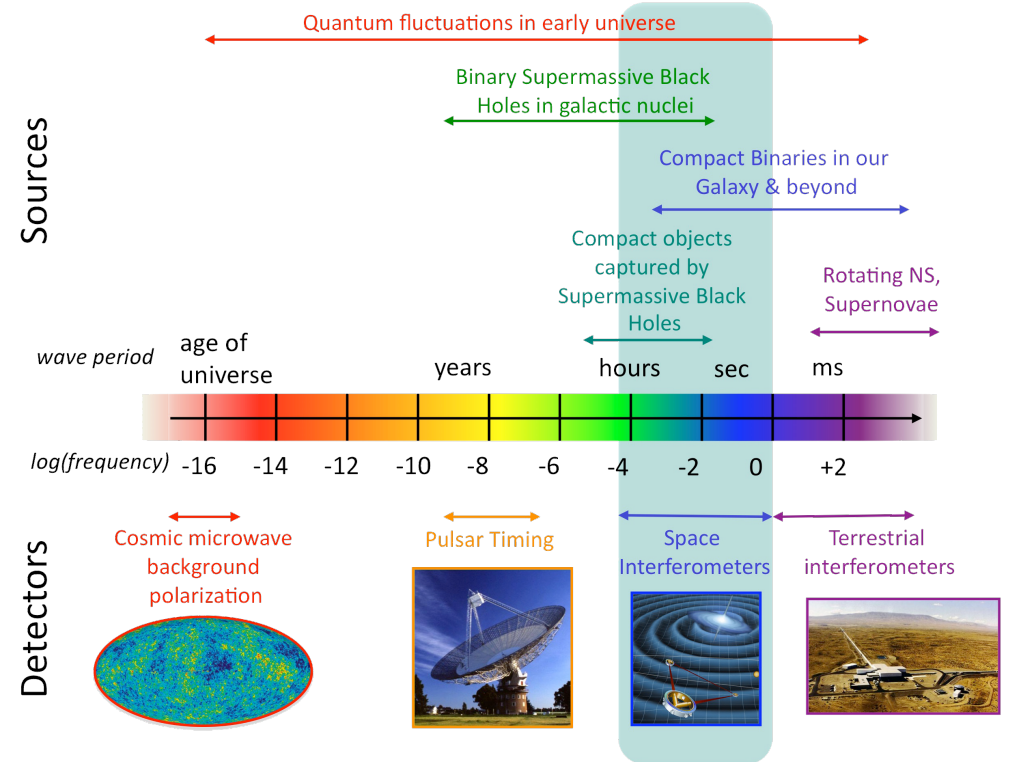 Quantum fluctuations in early universe
Binary Supermassive Black
Holes in galactic nuclei
Compact Binaries in our
Galaxy & beyond
Compact objects
captured by
Supermassive Black
Holes
Rotating NS,
Supernovae
Sources
wave period
age of
universe
years
hours
sec
ms
log(frequency)
-16
-14
-12
-10
-8
-6
-4
-2
0
+2
Detectors
Cosmic microwave
background
polarization
Pulsar Timing
Space
Interferometers
Terrestrial
interferometers